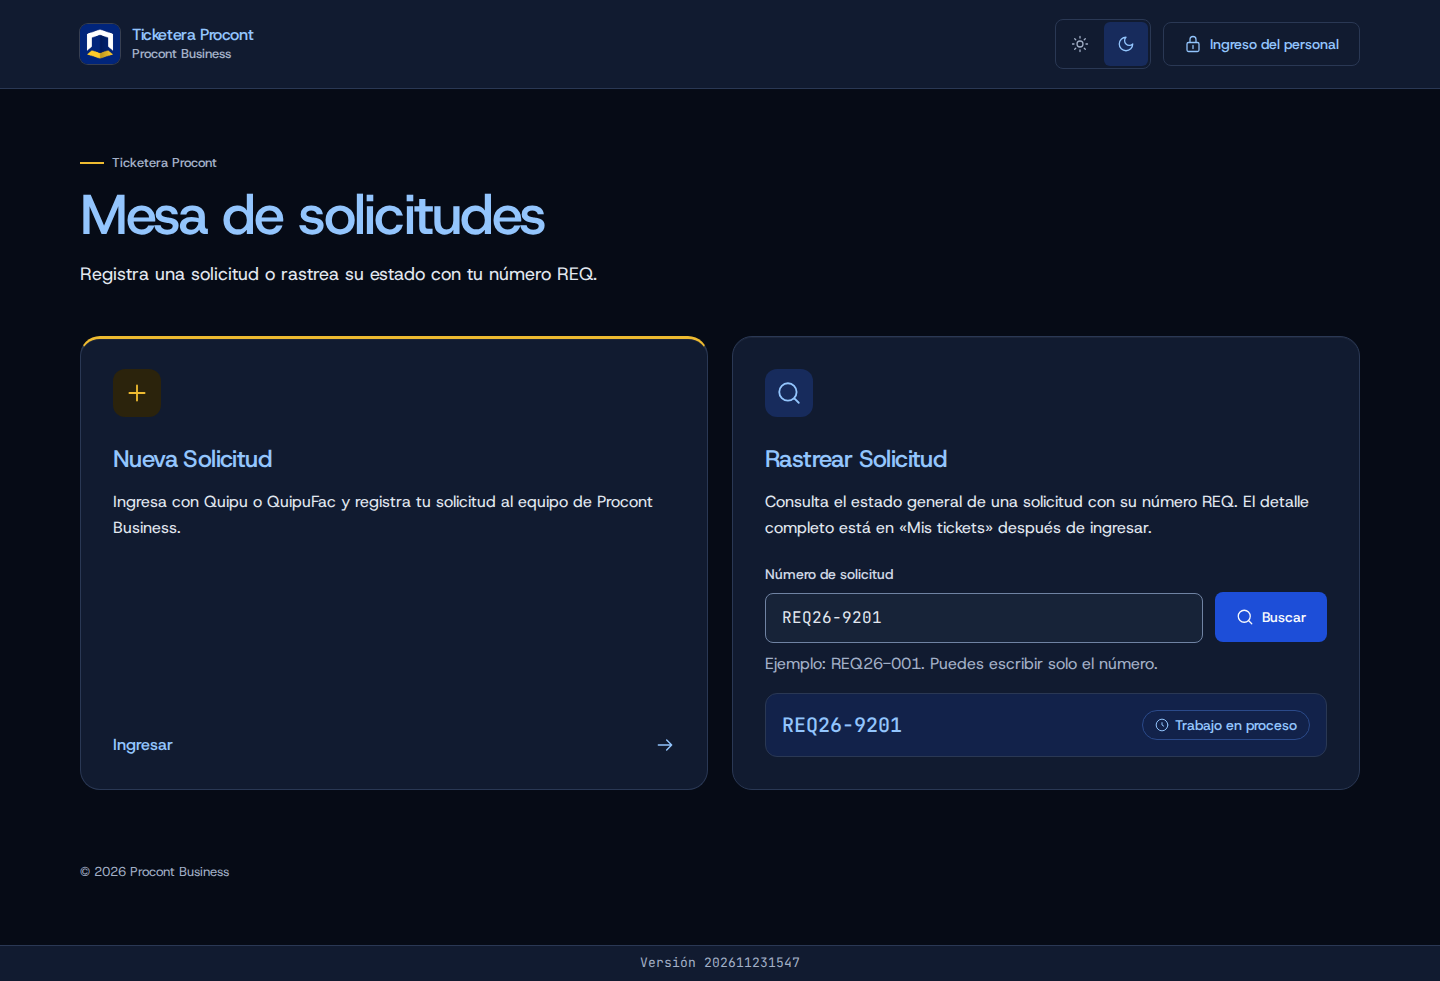 Ticketera Procont
Procont Business
Ingreso del personal
Ticketera Procont
Mesa de solicitudes
Registra una solicitud o rastrea su estado con tu número REQ.
Nueva Solicitud
Ingresa con Quipu o QuipuFac y registra tu solicitud al equipo de Procont
Business.
Ingresar
Rastrear Solicitud
Consulta el estado general de una solicitud con su número REQ. El detalle
completo está en «Mis tickets» después de ingresar.
Número de solicitud
REQ26-9201
Buscar
Ejemplo: REQ26-001. Puedes escribir solo el número.
REQ26-9201
Trabajo en proceso
© 2026 Procont Business
Versión 202611231547